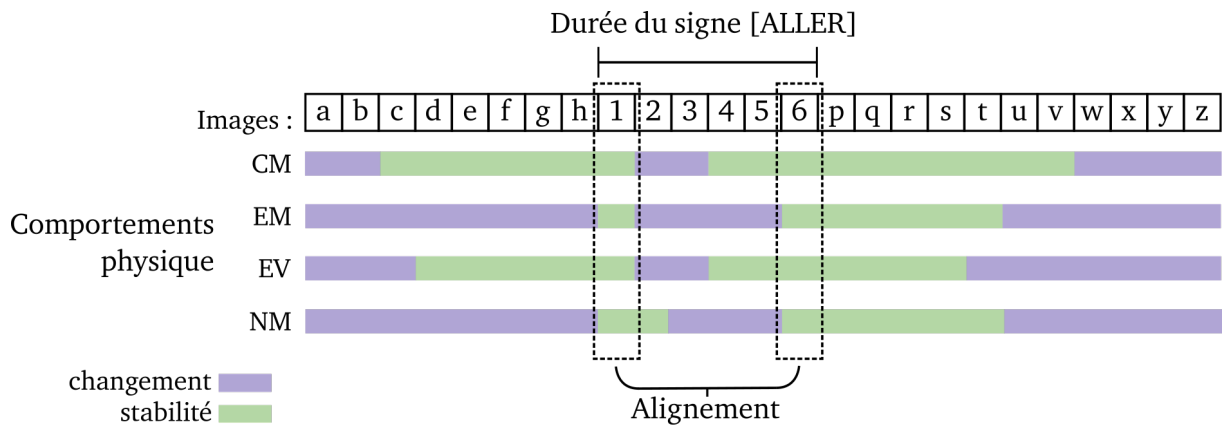 Durée du signe [ALLER]
Images : a b c d e f g h 1 2 3 4 5 6 p q r s t u v w x y z
CM
EM
Comportements
physique
EV
NM
changement
stabilité
Alignement